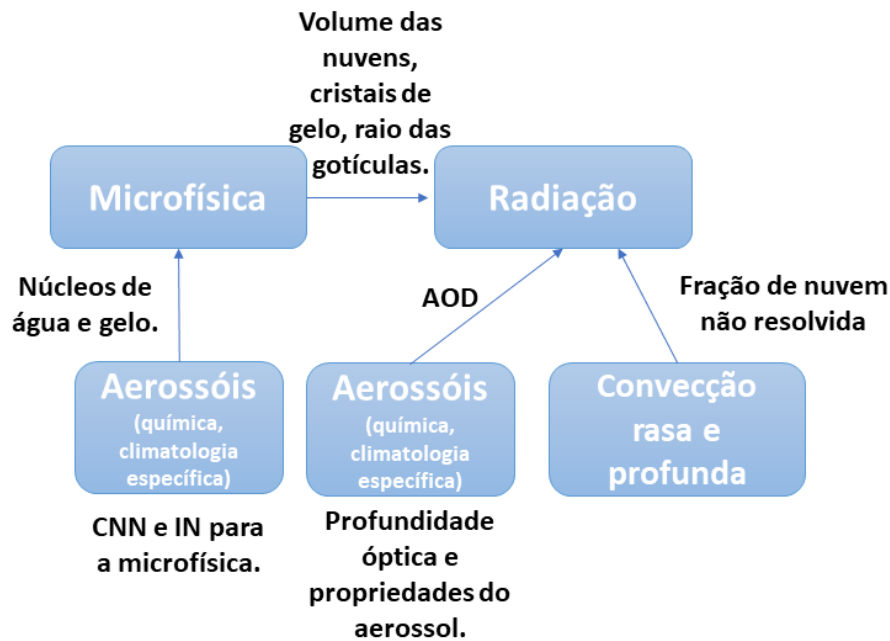 Volume das
nuvens,
cristais de
gelo, raio das
gotículas.
Microfísica
Radiação
Núcleos de
água e gelo.
AOD
Fração de nuvem
não resolvida
Aerossóis
(química,
climatologia
específica)
Aerossóis
(química,
climatologia
específica)
Convecção
rasa e
profunda
CNN e IN para
a microfísica.
Profundidade
óptica e
propriedades do
aerossol.